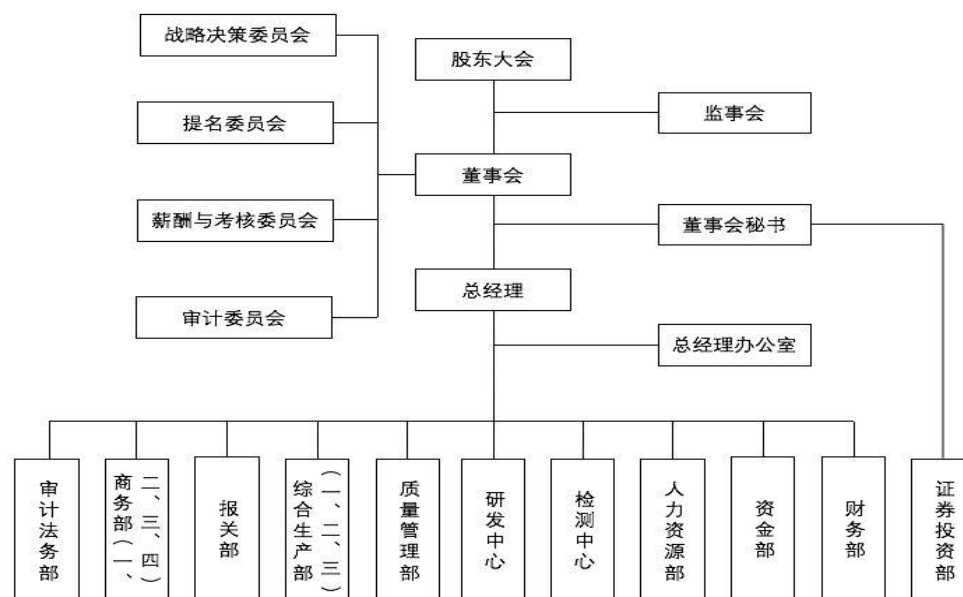 战略决策委员会
股东大会
提名委员会
监事会
董事会
薪酬与考核委员会
董事会秘书
总经理
审计委员会
总经理办公室
审计法务部
商务部(一、
二、三、四)
报关部
综合生产部
(一、二、三)
质量管理部
研发中心
检测中心
人力资源部
资金部
财务部
证券投资部